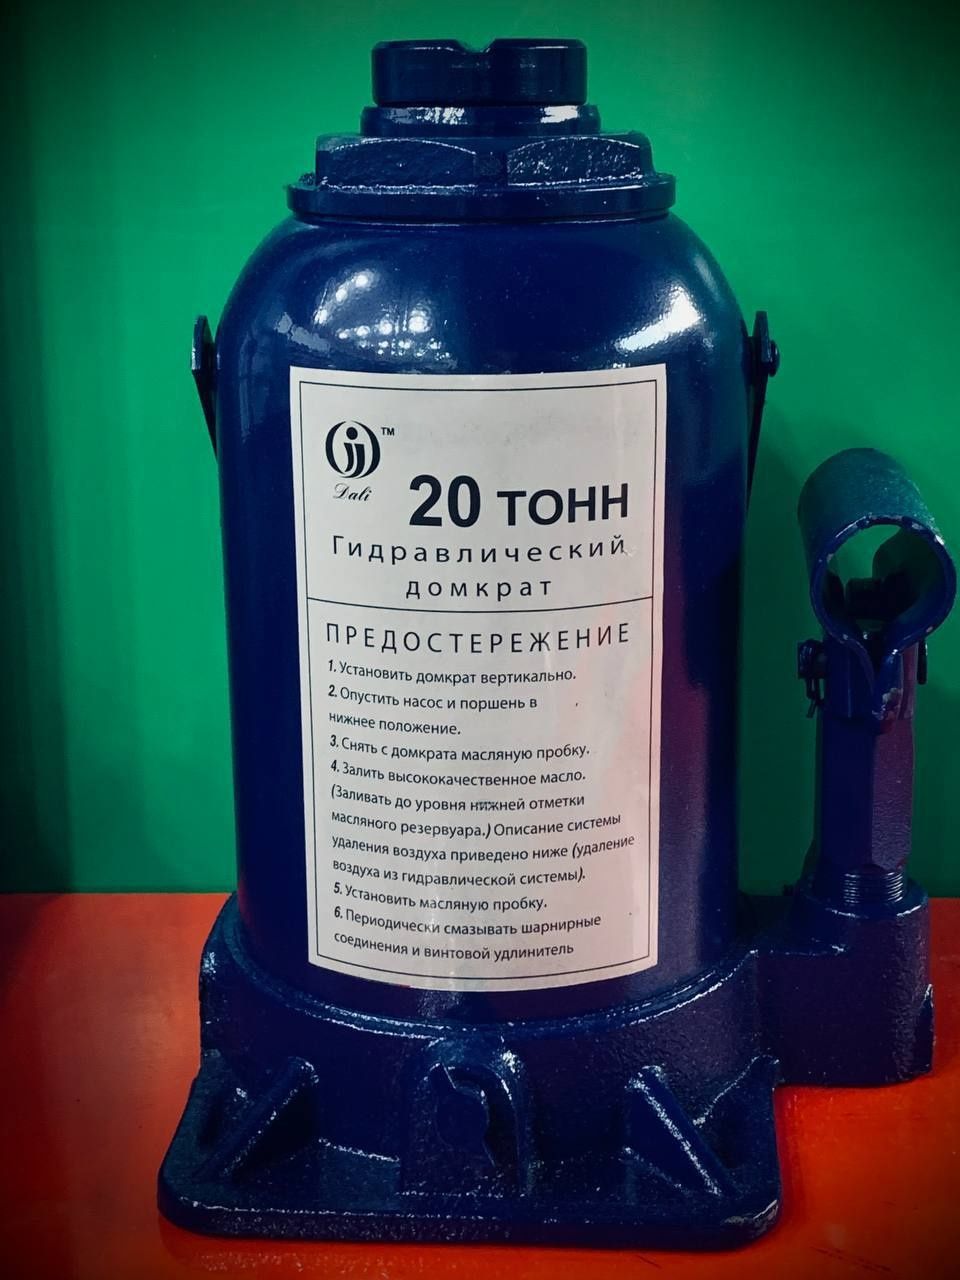 TM
Dali
20 ТОНН
Гидравлический
домкрат
ПРЕДОСТЕРЕЖЕНИЕ
1. Установить домкрат вертикально.
2. Опустить насос и поршень в
нижнее положение.
3. Снять с домкрата масляную пробку.
4. Залить высококачественное масло.
(Заливать до уровня нижней отметки
масляного резервуара.) Описание системы
удаления воздуха приведено ниже (удаление
воздуха из гидравлической системы).
5. Установить масляную пробку.
6. Периодически смазывать шарнирные
соединения и винтовой удлинитель